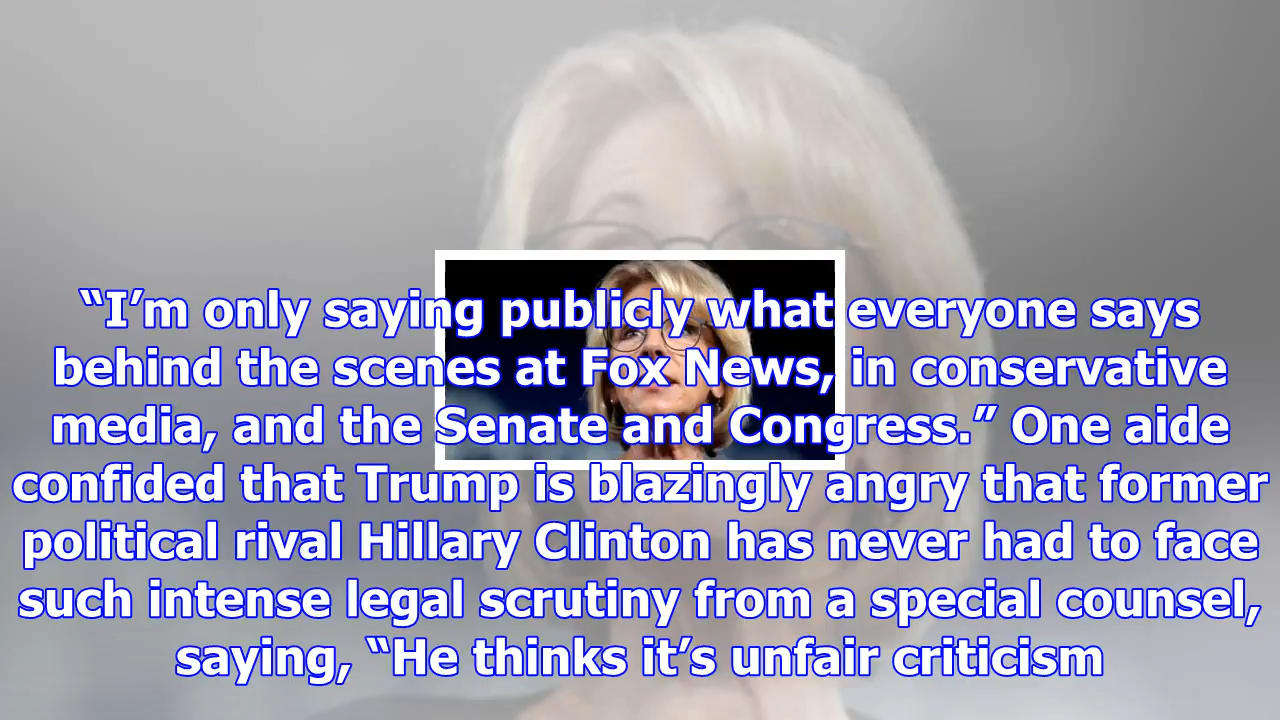 “I’m only saying publicly what everyone says
behind the scenes at Fox News, in conservative
media, and the Senate and Congress.” One aide
confided that Trump is blazingly angry that former
political rival Hillary Clinton has never had to face
such intense legal scrutiny from a special counsel,
saying, “He thinks it’s unfair criticism